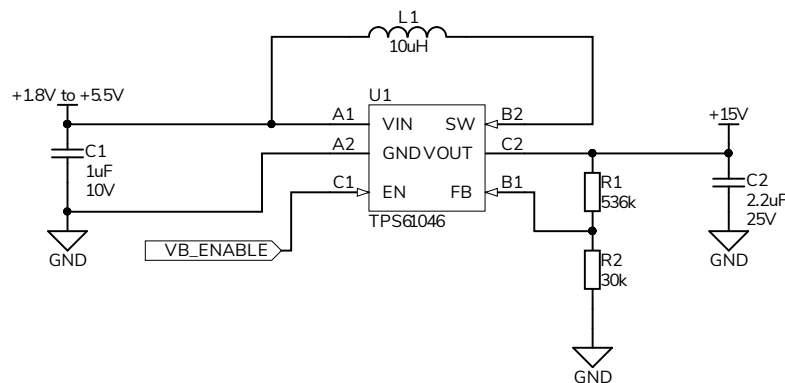 L1
10uH
+1.8V to +5.5V
U1
A1
VIN
SW
B2
+15V
C1
1uF
10V
A2
GND
VOUT
C2
C1
EN
FB
B1
R1
536k
C2
2.2uF
25V
TPS61046
GND
VB_ENABLE
R2
30k
GND
GND